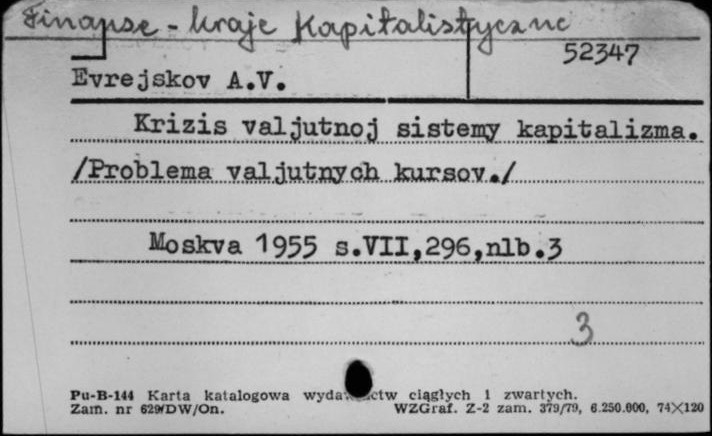 Finanse - kraje kapitalistyczne
52347
Evrejskov A.V.
Krizis valjutnoj sistemy kapitalizma.
/Problema valjutnych kursov./
Moskva 1955 s.VII,296,nlb.3
3
Pu-B-144 Karta katalogowa wydawnictw ciągłych i zwartych.
Zam. nr 629/DW/On. WZGraf. Z-2 zam. 379/79, 6.250.000, 74×120